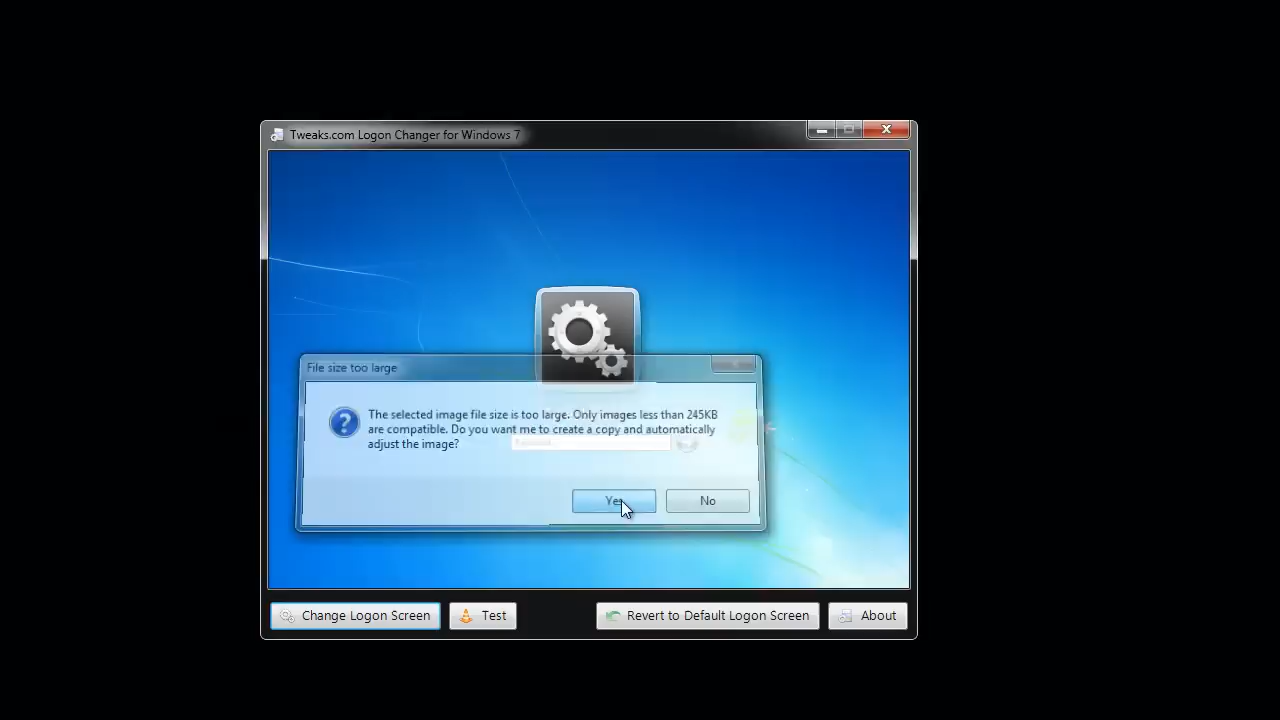 Tweaks.com Logon Changer for Windows 7
File size too large
The selected image file size is too large. Only images less than 245KB
are compatible. Do you want me to create a copy and automatically
adjust the image?
Yes
No
Change Logon Screen
Test
Revert to Default Logon Screen
About